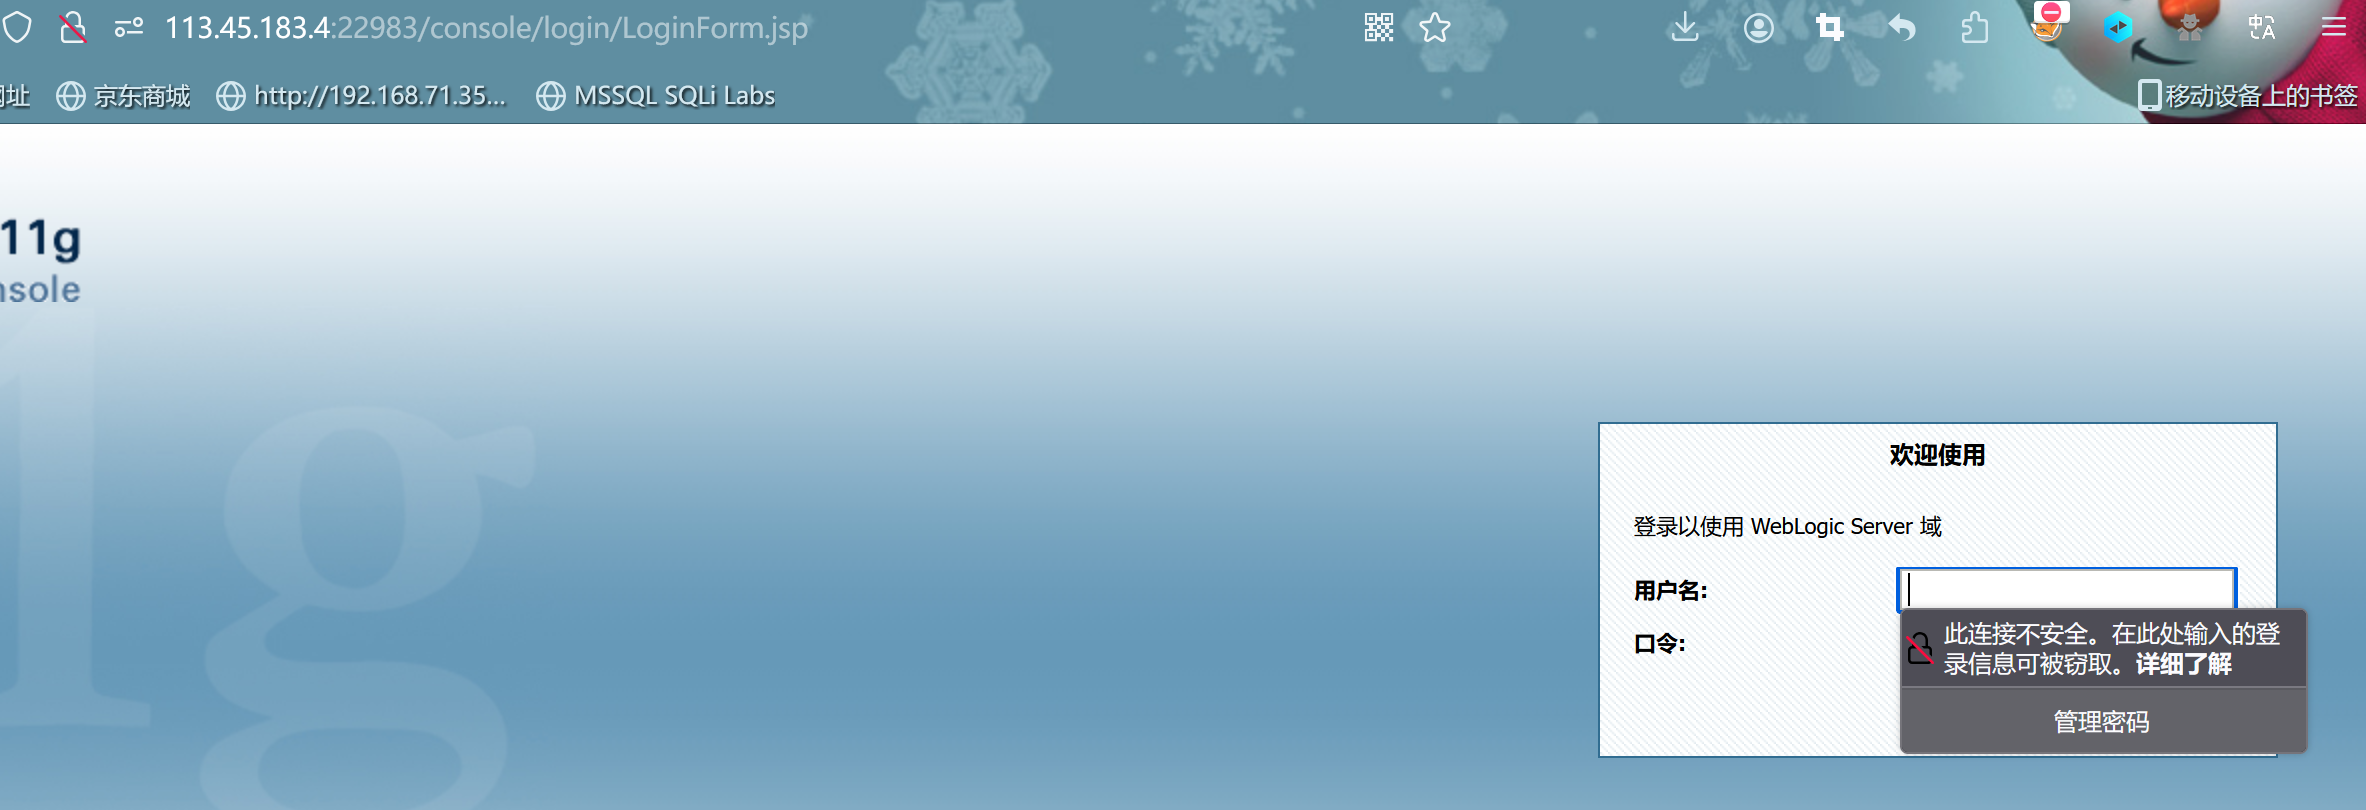 113.45.183.4:22983/console/login/LoginForm.jsp
址 京东商城 http://192.168.71.35... MSSQL SQLi Labs 移动设备上的书签
11g
nsole
欢迎使用
登录以使用 WebLogic Server 域
用户名:
口令:
此连接不安全。在此处输入的登
录信息可被窃取。详细了解
管理密码